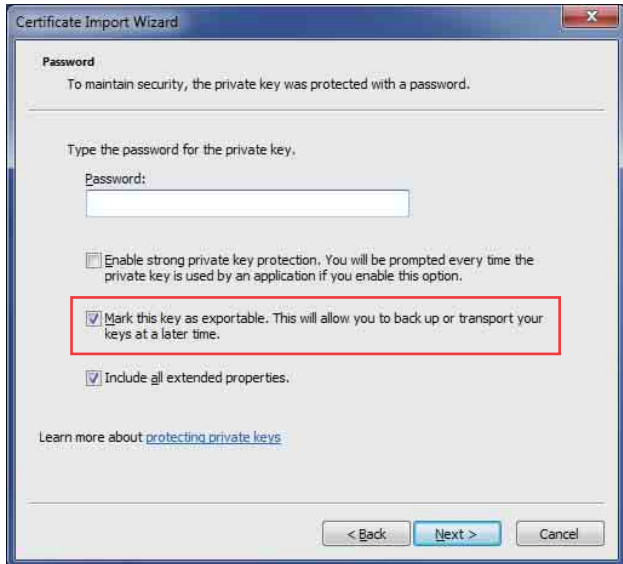 Certificate Import Wizard
Password
To maintain security, the private key was protected with a password.
Type the password for the private key.
Password:
Enable strong private key protection. You will be prompted every time the
private key is used by an application if you enable this option.
Mark this key as exportable. This will allow you to back up or transport your
keys at a later time.
Include all extended properties.
Learn more about protecting private keys
< Back
Next >
Cancel